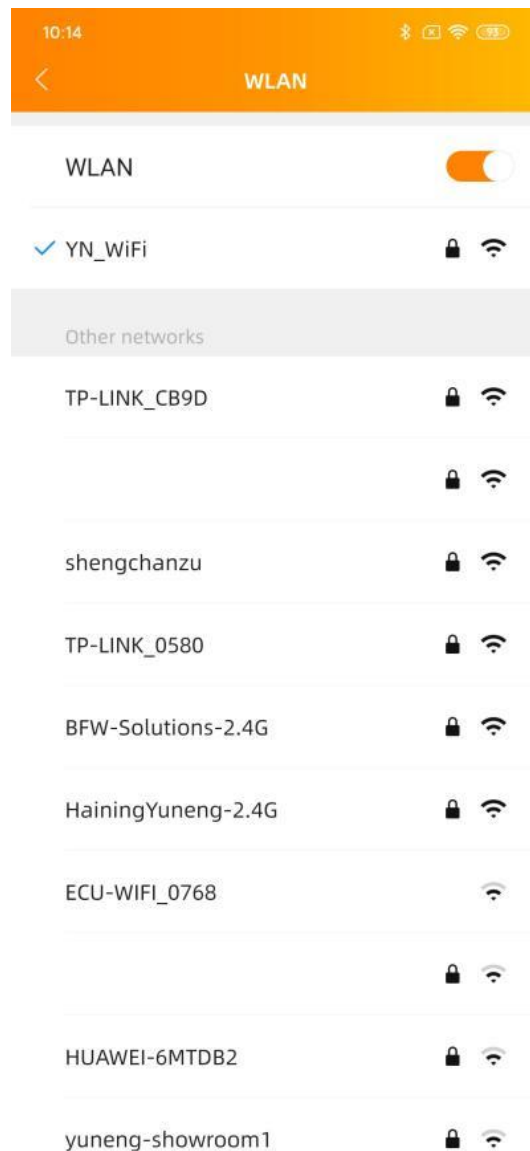 10:14
93
WLAN
WLAN
YN_WiFi
Other networks
TP-LINK_CB9D
shengchanzu
TP-LINK_0580
BFW-Solutions-2.4G
HainingYuneng-2.4G
ECU-WIFI_0768
HUAWEI-6MTDB2
yuneng-showroom1